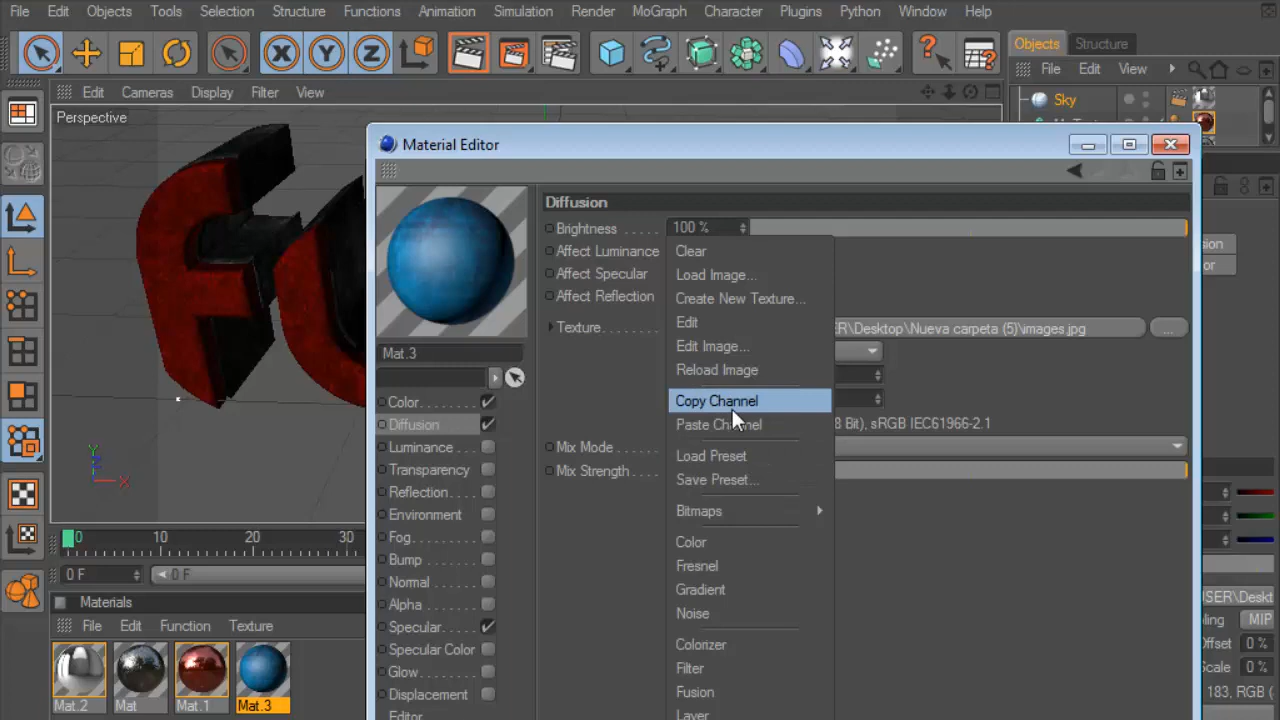 File Edit Objects Tools Selection Structure Functions Animation Simulation Render MoGraph Character Plugins Python Window Help
X Y Z
Objects Structure
File Edit View
Edit Cameras Display Filter View
Sky
Perspective
Material Editor
Diffusion
Brightness 100 %
Affect Luminance
Affect Specular
Affect Reflection
Texture ER\Desktop\Nueva carpeta (5)\images.jpg ...
8 Bit), sRGB IEC61966-2.1
Mix Mode
Mix Strength
Clear
Load Image...
Create New Texture...
Edit
Edit Image...
Reload Image
Copy Channel
Paste Channel
Load Preset
Save Preset...
Bitmaps
Color
Fresnel
Gradient
Noise
Colorizer
Filter
Fusion
Layer
Mat.3
Color
Diffusion
Luminance
Transparency
Reflection
Environment
Fog
Bump
Normal
Alpha
Specular
Specular Color
Glow
Displacement
Editor
Y
X
0 10 20 30
0 F 0 F
Materials
File Edit Function Texture
Mat.2 Mat Mat.1 Mat.3
sion
or
SER\Deskt
pling MIP
Offset 0 %
Scale 0 %
183, RGB (